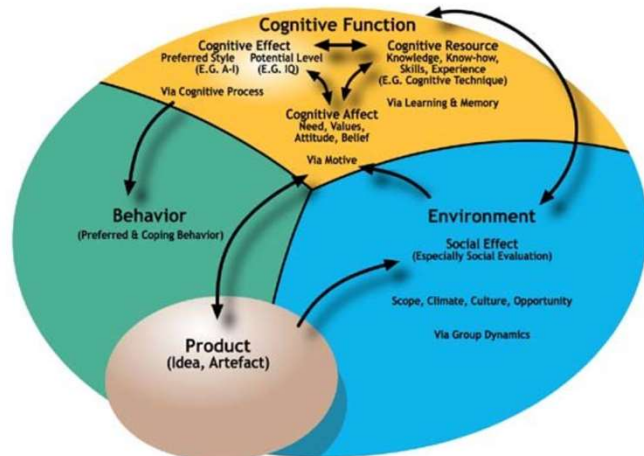 Cognitive Function
Cognitive Effect
Preferred Style Potential Level
(E.G. A-I) (E.G. IQ)
Via Cognitive Process
Cognitive Resource
Knowledge, Know-how,
Skills, Experience
(E.G. Cognitive Technique)
Via Learning & Memory
Cognitive Affect
Need, Values,
Attitude, Belief
Via Motive
Behavior
(Preferred & Coping Behavior)
Environment
Social Effect
(Especially Social Evaluation)
Scope, Climate, Culture, Opportunity
Via Group Dynamics
Product
(Idea, Artefact)